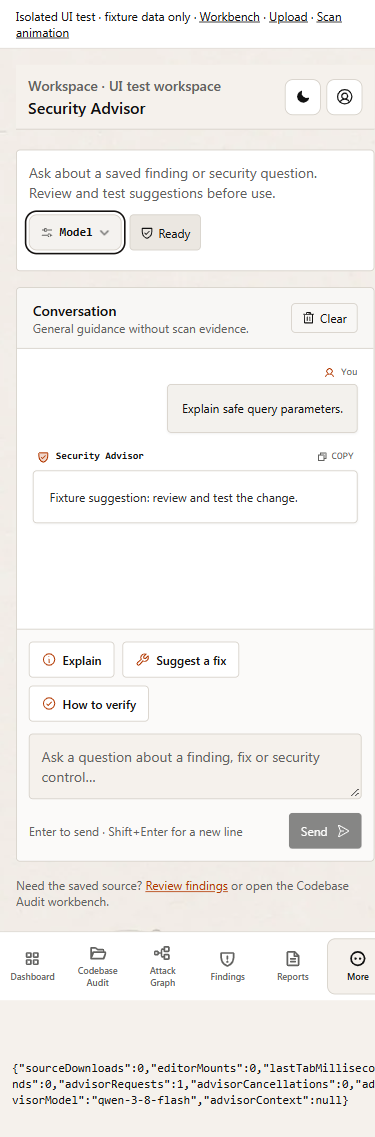 Isolated UI test · fixture data only · Workbench · Upload · Scan
animation
Workspace · UI test workspace
Security Advisor
Ask about a saved finding or security question.
Review and test suggestions before use.
Model
Ready
Conversation
General guidance without scan evidence.
Clear
You
Explain safe query parameters.
Security Advisor
COPY
Fixture suggestion: review and test the change.
Explain
Suggest a fix
How to verify
Ask a question about a finding, fix or security
control...
Enter to send · Shift+Enter for a new line
Send
Need the saved source? Review findings or open the Codebase
Audit workbench.
Dashboard
Codebase
Audit
Attack
Graph
Findings
Reports
More
{"sourceDownloads":0,"editorMounts":0,"lastTabMilliseco
nds":0,"advisorRequests":1,"advisorCancellations":0,"ad
visorModel":"qwen-3-8-flash","advisorContext":null}